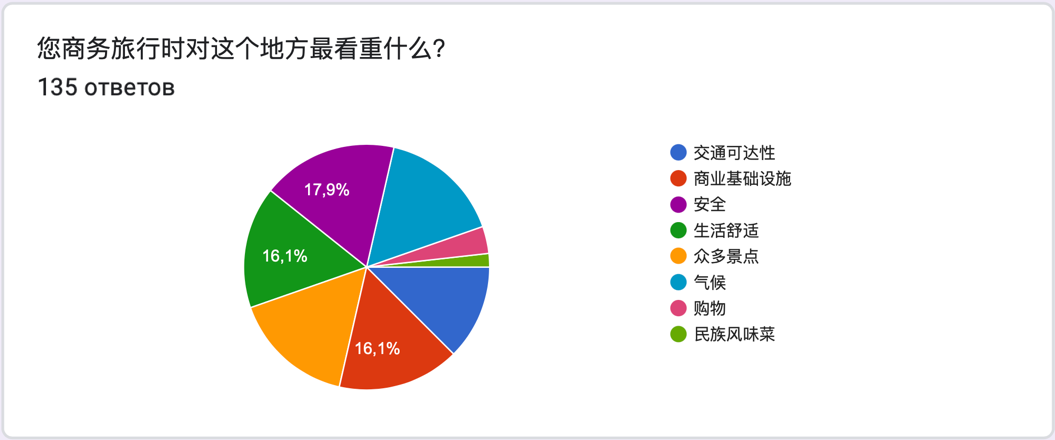 您商务旅行时对这个地方最看重什么?
135 ответов
17,9%
16,1%
16,1%
交通可达性
商业基础设施
安全
生活舒适
众多景点
气候
购物
民族风味菜